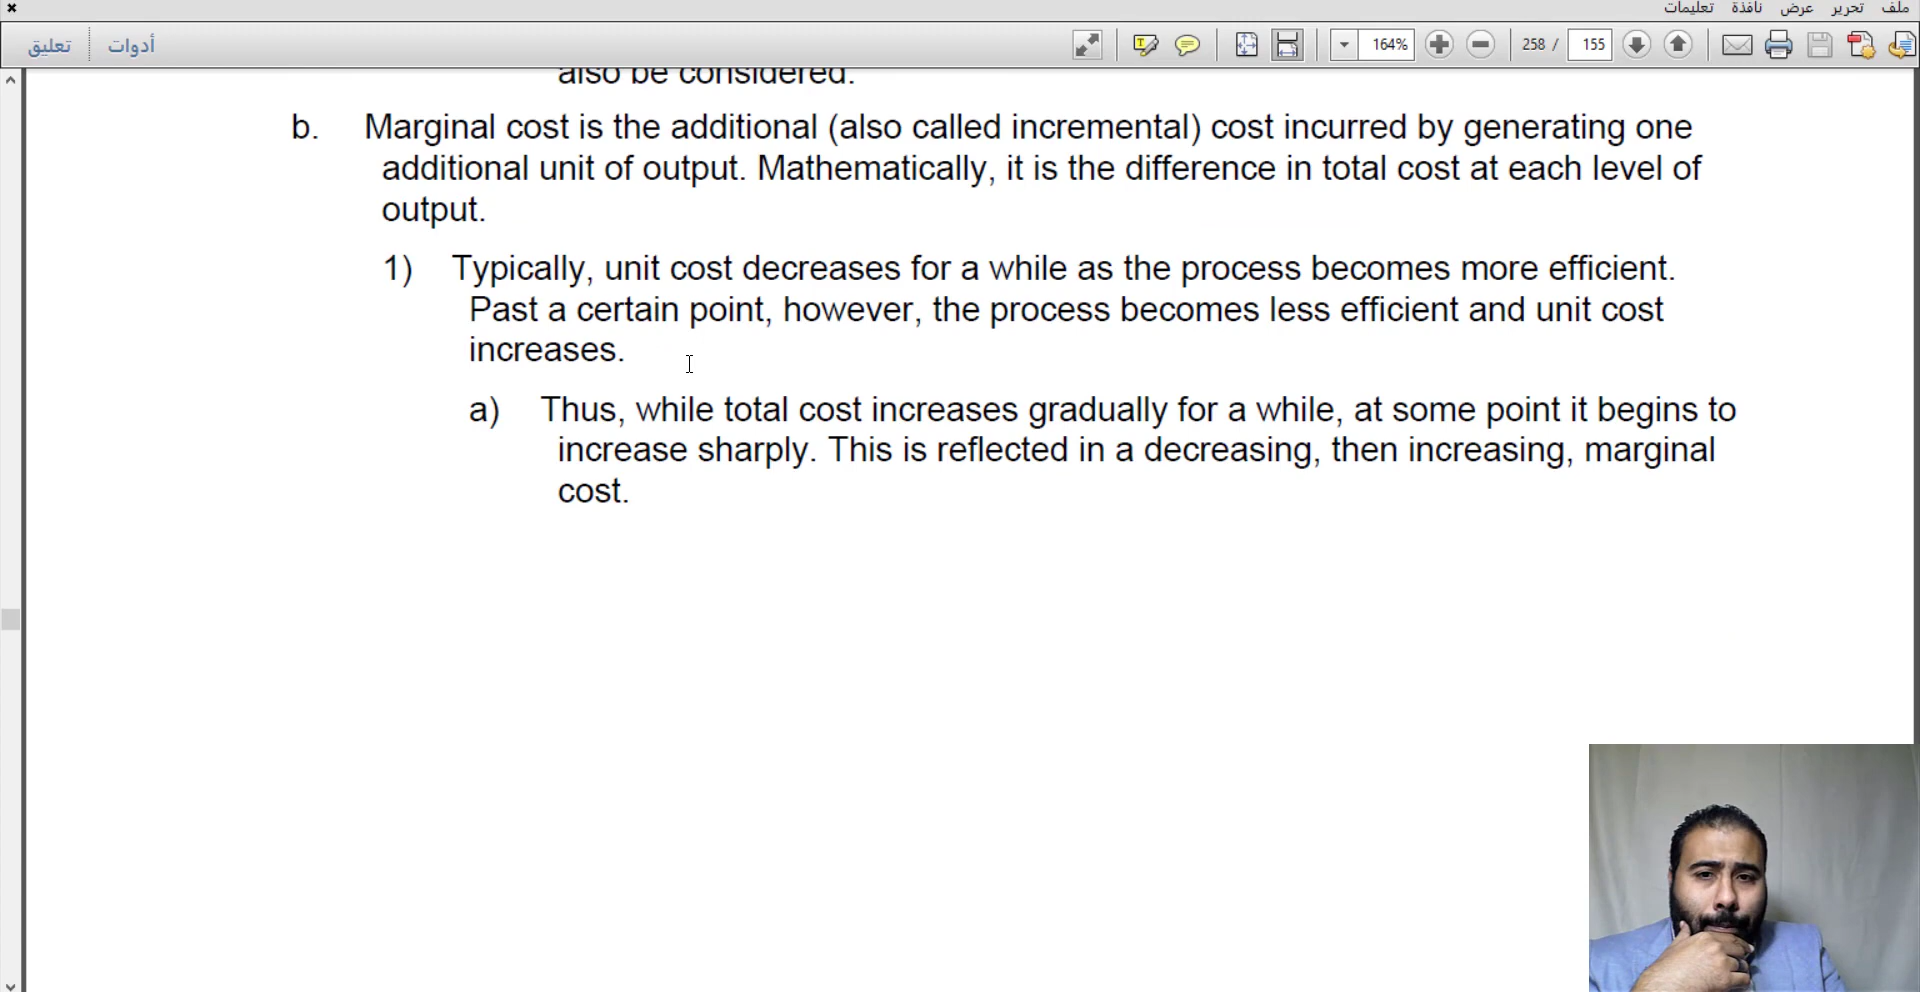 ملف تحرير عرض نافذة تعليمات
258 / 155 164% أدوات تعليق
also be considered.
b. Marginal cost is the additional (also called incremental) cost incurred by generating one
additional unit of output. Mathematically, it is the difference in total cost at each level of
output.
1) Typically, unit cost decreases for a while as the process becomes more efficient.
Past a certain point, however, the process becomes less efficient and unit cost
increases.
a) Thus, while total cost increases gradually for a while, at some point it begins to
increase sharply. This is reflected in a decreasing, then increasing, marginal
cost.